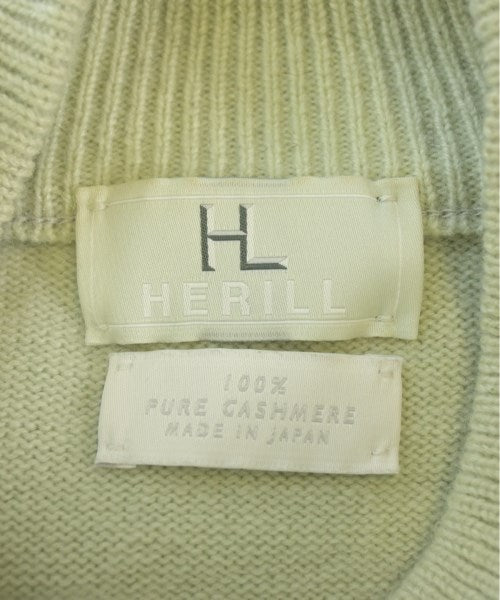 HL
HERILL
100%
PURE CASHMERE
MADE IN JAPAN